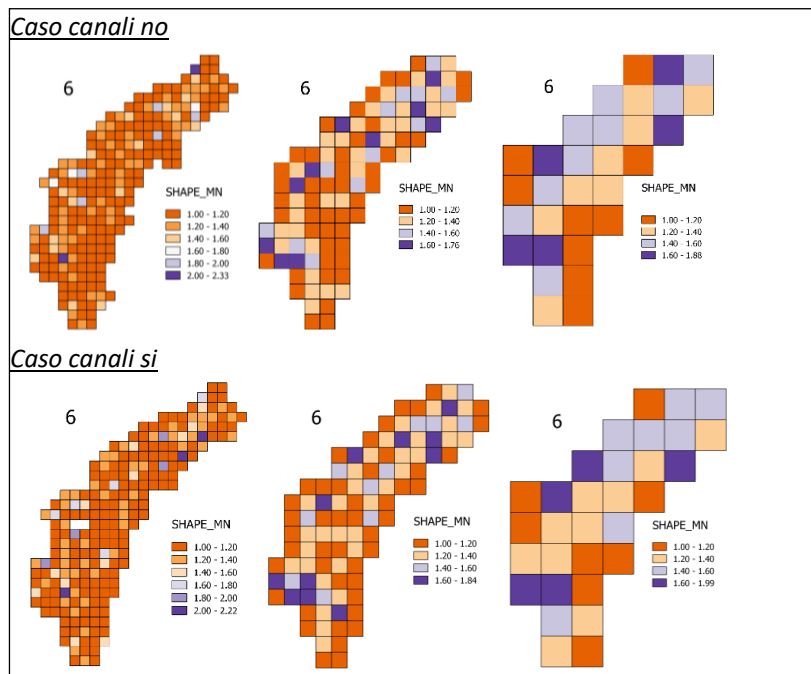 Caso canali no
6
SHAPE_MN
1.00 - 1.20
1.20 - 1.40
1.40 - 1.60
1.60 - 1.80
1.80 - 2.00
2.00 - 2.33
6
SHAPE_MN
1.00 - 1.20
1.20 - 1.40
1.40 - 1.60
1.60 - 1.76
6
SHAPE_MN
1.00 - 1.20
1.20 - 1.40
1.40 - 1.60
1.60 - 1.88
Caso canali si
6
SHAPE_MN
1.00 - 1.20
1.20 - 1.40
1.40 - 1.60
1.60 - 1.80
1.80 - 2.00
2.00 - 2.22
6
SHAPE_MN
1.00 - 1.20
1.20 - 1.40
1.40 - 1.60
1.60 - 1.84
6
SHAPE_MN
1.00 - 1.20
1.20 - 1.40
1.40 - 1.60
1.60 - 1.99